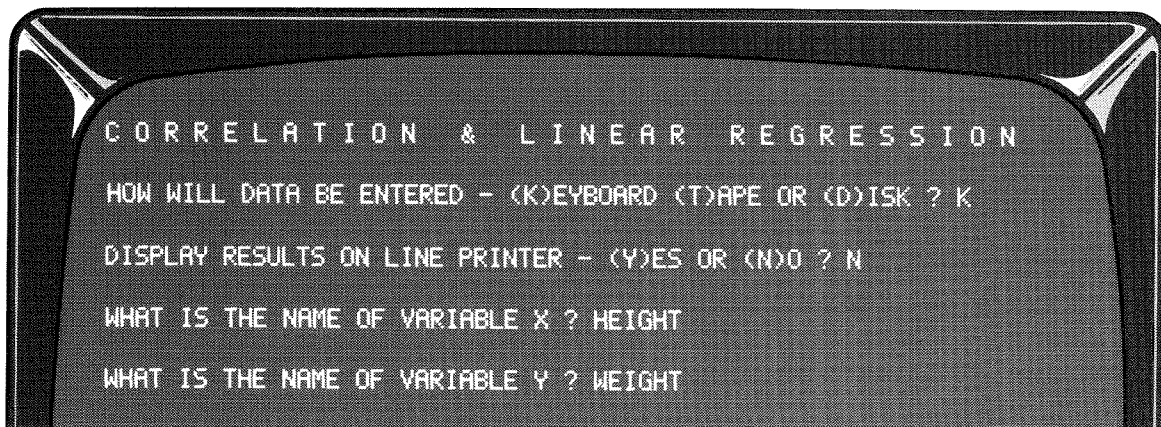 CORRELATION & LINEAR REGRESSION
HOW WILL DATA BE ENTERED - (K)EYBOARD (T)APE OR (D)ISK ? K
DISPLAY RESULTS ON LINE PRINTER - (Y)ES OR (N)O ? N
WHAT IS THE NAME OF VARIABLE X ? HEIGHT
WHAT IS THE NAME OF VARIABLE Y ? WEIGHT